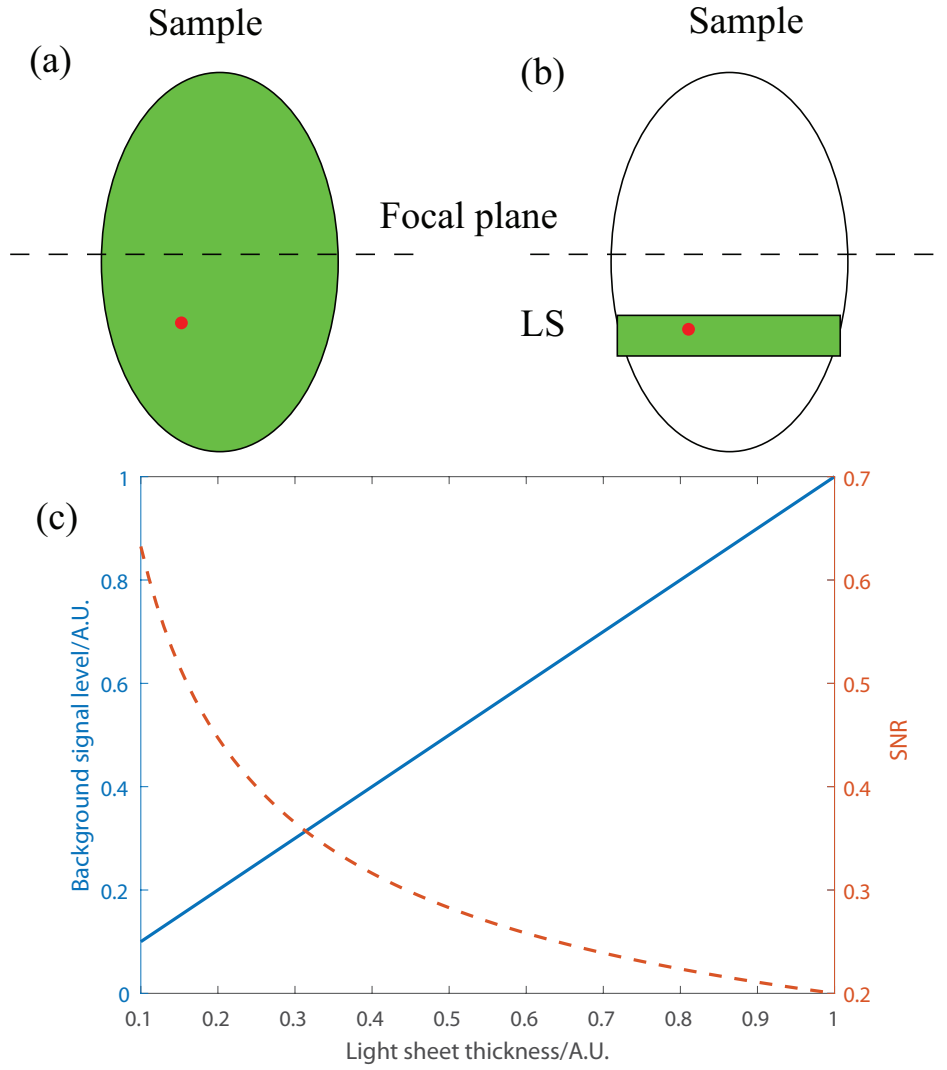 Sample
Sample
(a)
(b)
Focal plane
LS
(c)
1
0.8
0.6
0.4
0.2
0
Background signal level/A.U.
0.7
0.6
0.5
0.4
0.3
0.2
SNR
0.1 0.2 0.3 0.4 0.5 0.6 0.7 0.8 0.9 1
Light sheet thickness/A.U.